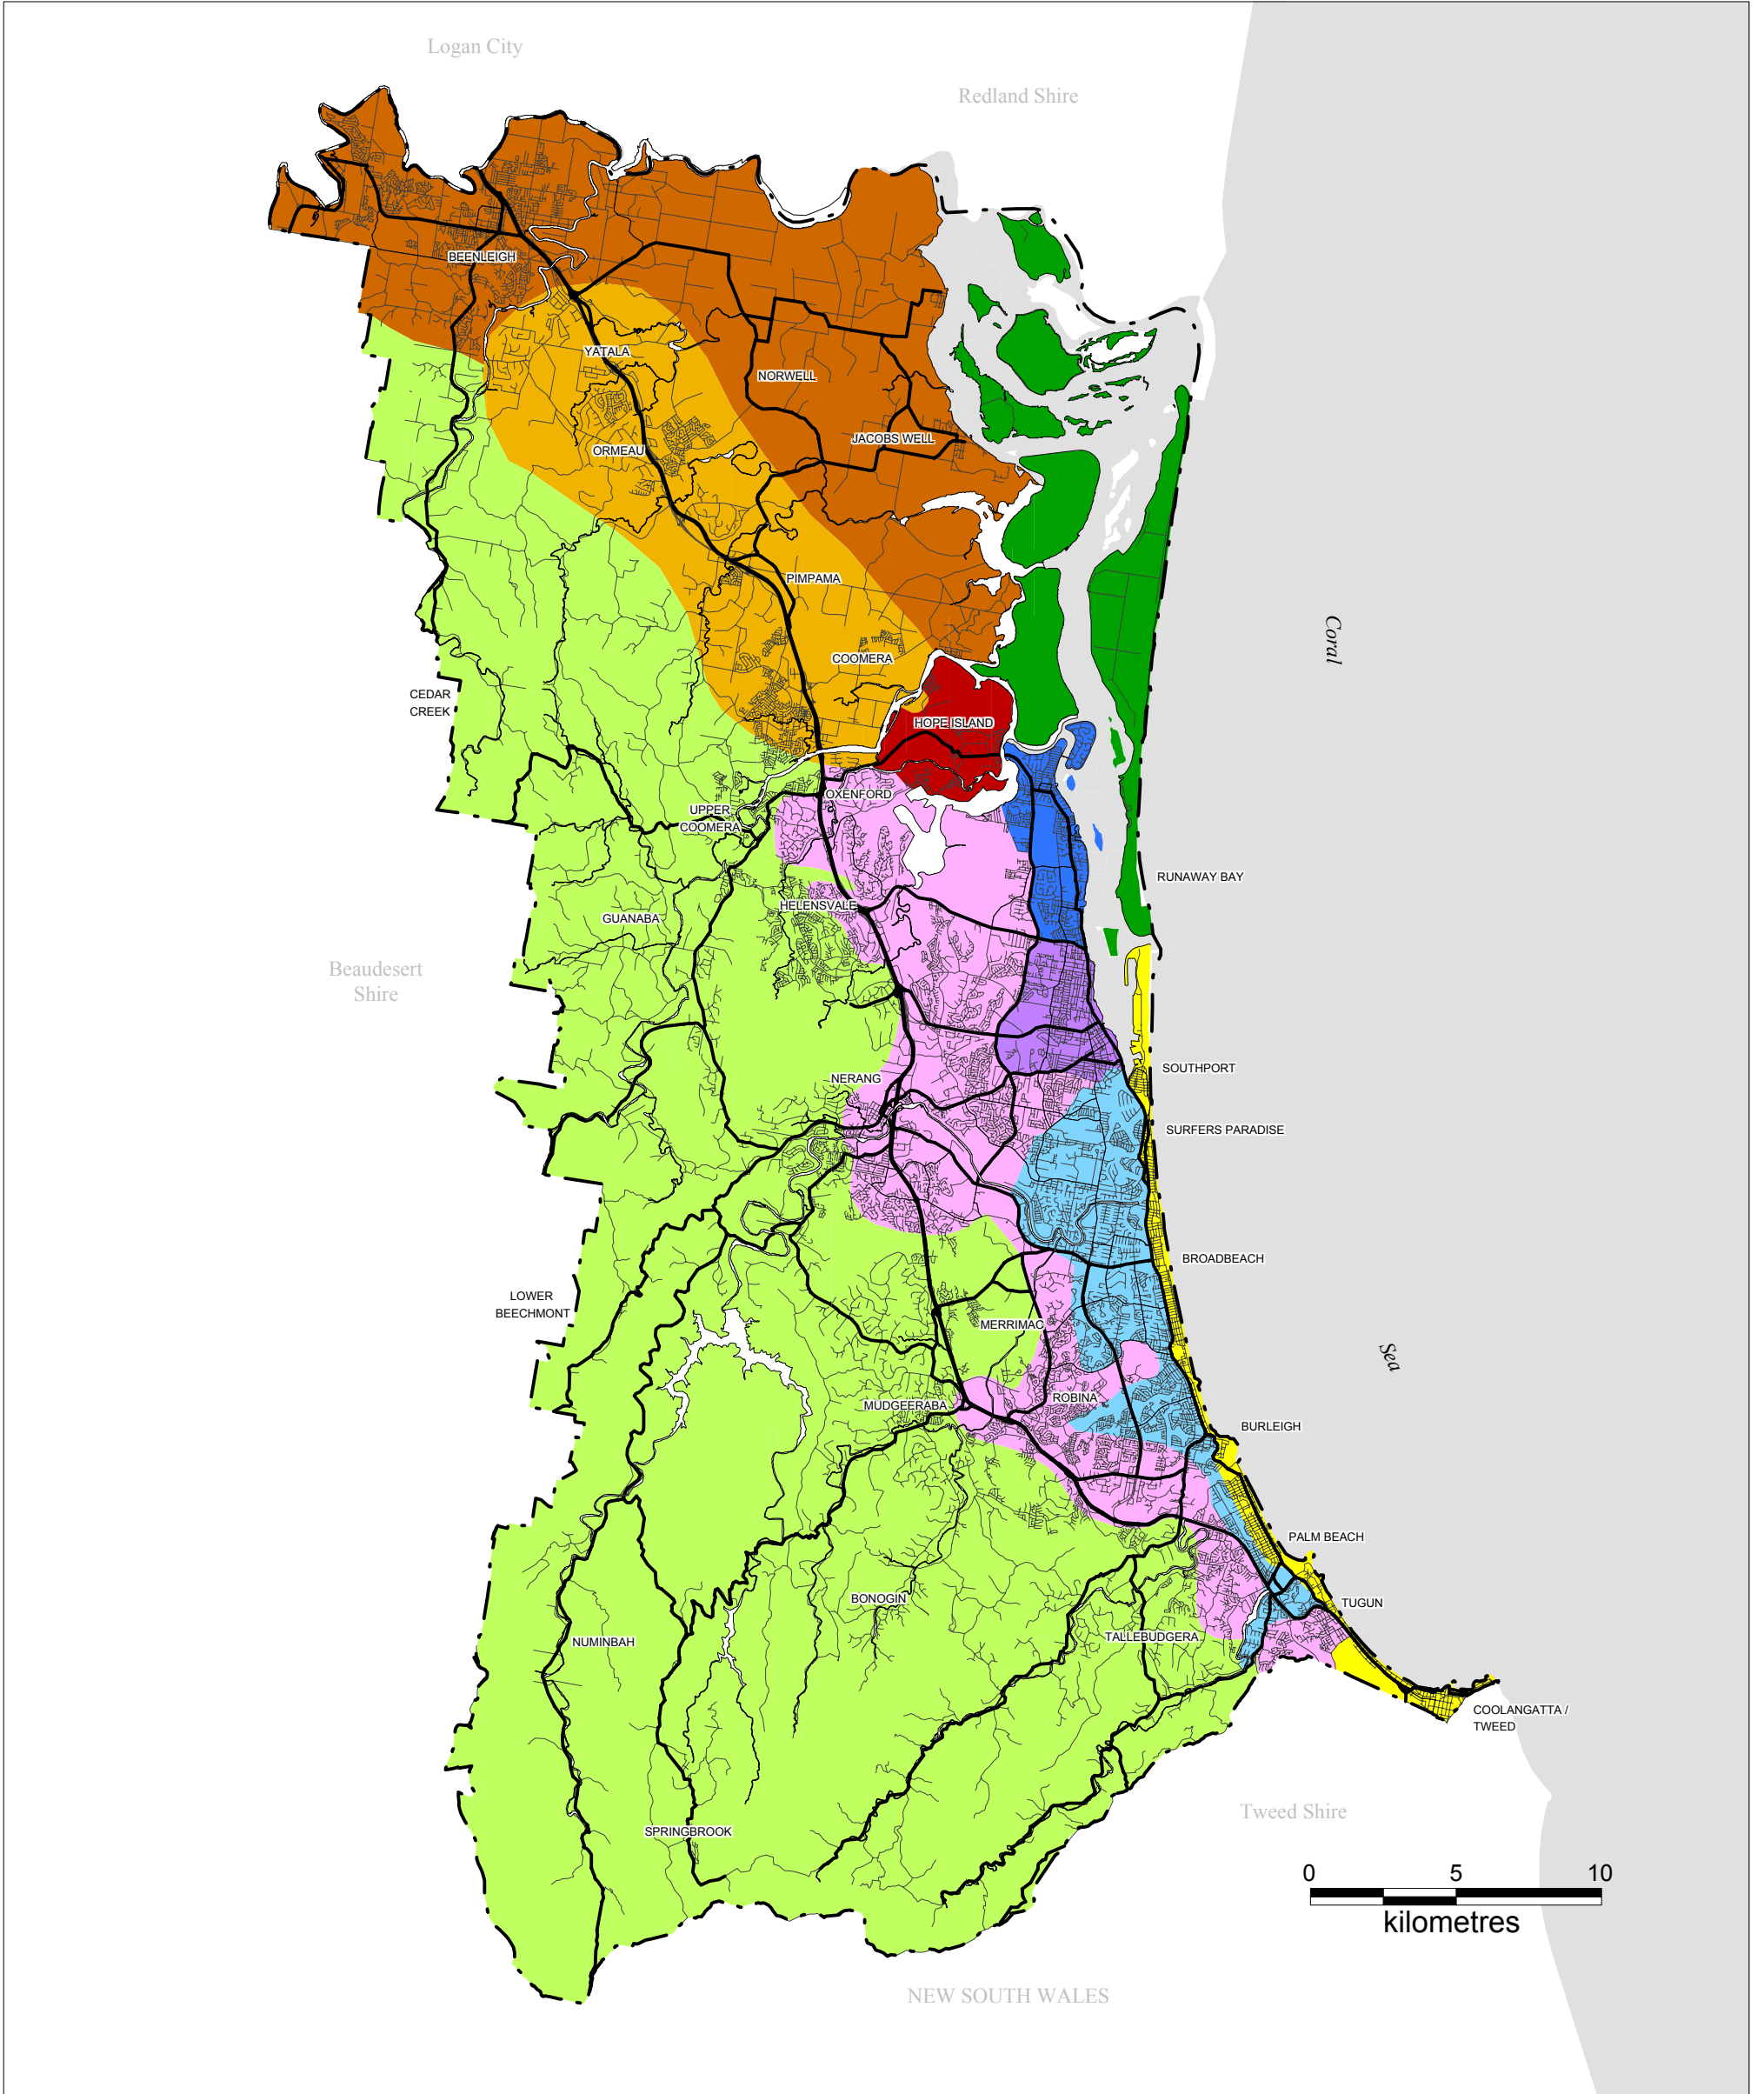 Logan City
Redland Shire
BEENLEIGH
YATALA
NORWELL
JACOBS WELL
ORMEAU
PIMPAMA
Coral
COOMERA
CEDAR
CREEK
HOPE ISLAND
OXENFORD
UPPER
COOMERA
RUNAWAY BAY
HELENSVALE
GUANABA
Beaudesert
Shire
SOUTHPORT
NERANG
SURFERS PARADISE
BROADBEACH
LOWER
BEECHMONT
MERRIMAC
Sea
ROBINA
MUDGEERABA
BURLEIGH
PALM BEACH
BONOGIN
TUGUN
TALLEBUDGERA
NUMINBAH
COOLANGATTA /
TWEED
Tweed Shire
SPRINGBROOK
0 5 10
kilometres
NEW SOUTH WALES